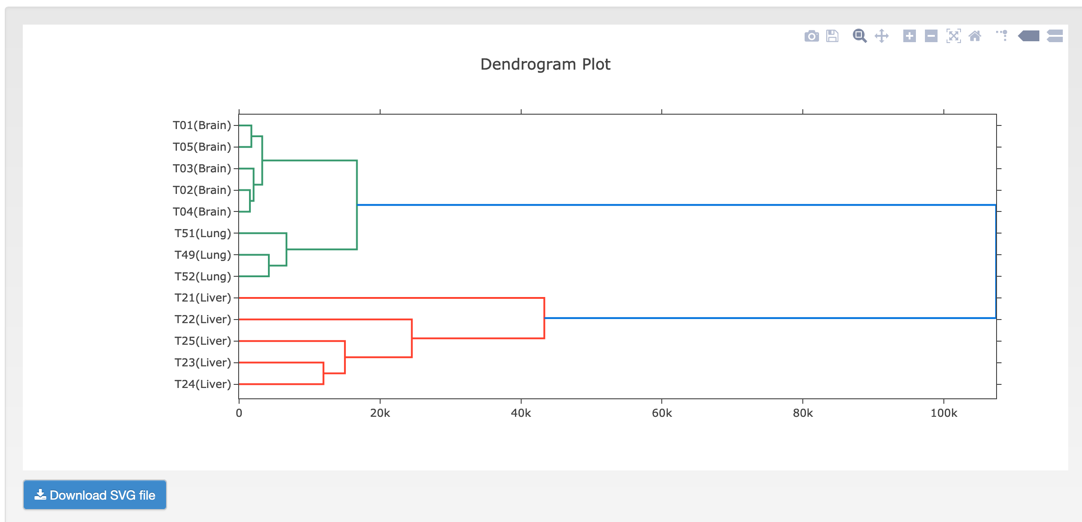 Dendrogram Plot
T01(Brain)
T05(Brain)
T03(Brain)
T02(Brain)
T04(Brain)
T51(Lung)
T49(Lung)
T52(Lung)
T21(Liver)
T22(Liver)
T25(Liver)
T23(Liver)
T24(Liver)
0 20k 40k 60k 80k 100k
Download SVG file